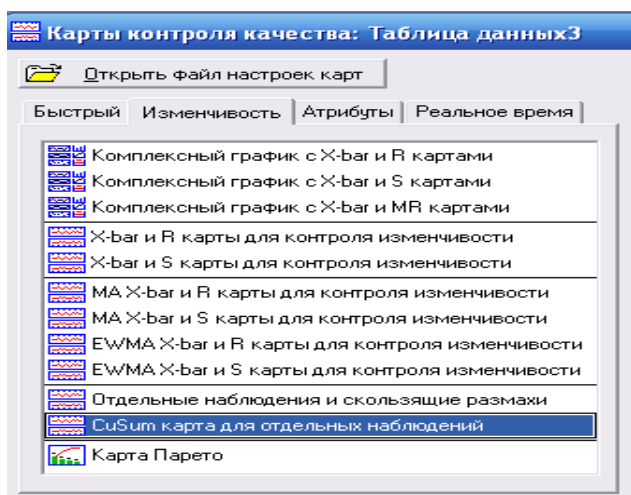 Карты контроля качества: Таблица данных3
Открыть файл настроек карт
Быстрый Изменчивость Атрибуты Реальное время
Комплексный график с X-bar и R картами
Комплексный график с X-bar и S картами
Комплексный график с X-bar и MR картами
X-bar и R карты для контроля изменчивости
X-bar и S карты для контроля изменчивости
MA X-bar и R карты для контроля изменчивости
MA X-bar и S карты для контроля изменчивости
EWMA X-bar и R карты для контроля изменчивости
EWMA X-bar и S карты для контроля изменчивости
Отдельные наблюдения и скользящие размахи
CuSum карта для отдельных наблюдений
Карта Парето